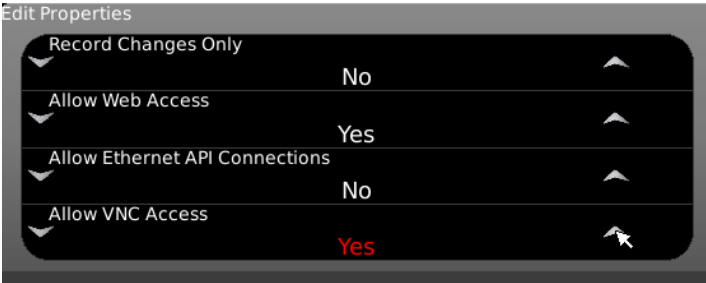 Edit Properties
Record Changes Only
No
Allow Web Access
Yes
Allow Ethernet API Connections
No
Allow VNC Access
Yes